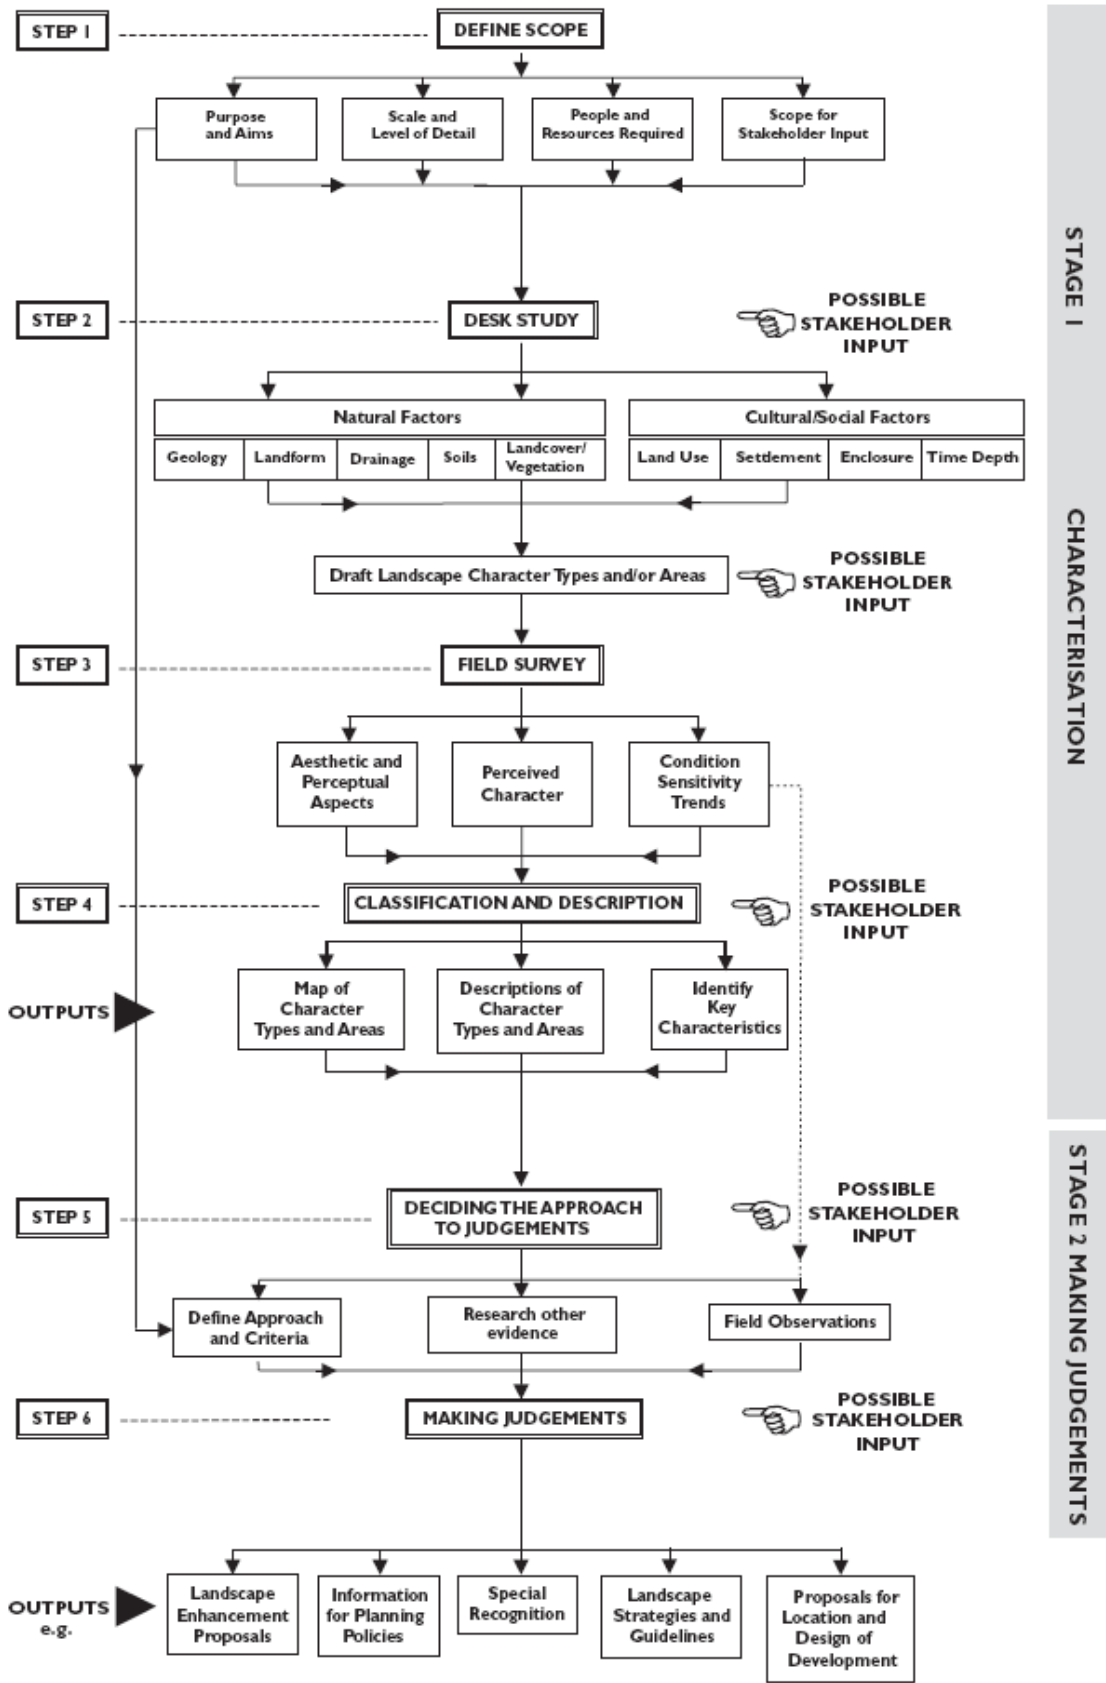 STEP 1
DEFINE SCOPE
Purpose
and Aims
Scale and
Level of Detail
People and
Resources Required
Scope for
Stakeholder Input
STEP 2
DESK STUDY
POSSIBLE
STAKEHOLDER
INPUT
Natural Factors
Geology
Landform
Drainage
Soils
Landcover/
Vegetation
Cultural/Social Factors
Land Use
Settlement
Enclosure
Time Depth
Draft Landscape Character Types and/or Areas
POSSIBLE
STAKEHOLDER
INPUT
STEP 3
FIELD SURVEY
Aesthetic and
Perceptual
Aspects
Perceived
Character
Condition
Sensitivity
Trends
STEP 4
CLASSIFICATION AND DESCRIPTION
POSSIBLE
STAKEHOLDER
INPUT
OUTPUTS
Map of
Character
Types and Areas
Descriptions of
Character
Types and Areas
Identify
Key
Characteristics
STAGE 1
CHARACTERISATION
STEP 5
DECIDING THE APPROACH
TO JUDGEMENTS
POSSIBLE
STAKEHOLDER
INPUT
Define Approach
and Criteria
Research other
evidence
Field Observations
STEP 6
MAKING JUDGEMENTS
POSSIBLE
STAKEHOLDER
INPUT
STAGE 2 MAKING JUDGEMENTS
OUTPUTS
e.g.
Landscape
Enhancement
Proposals
Information
for Planning
Policies
Special
Recognition
Landscape
Strategies and
Guidelines
Proposals for
Location and
Design of
Development